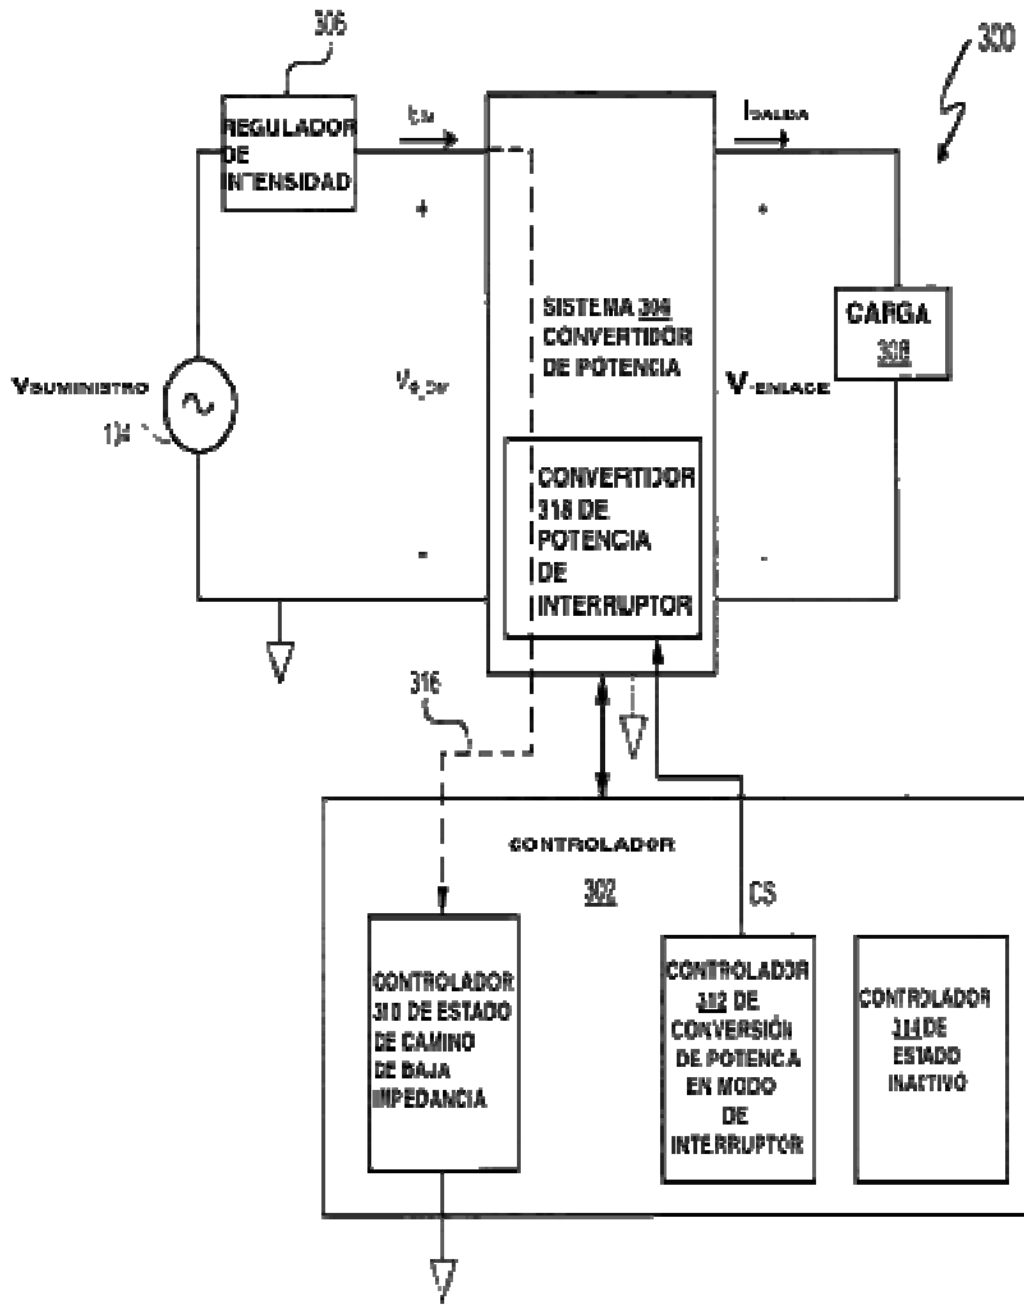 306
300
REGULADOR
DE
INTENSIDAD
ISALIDA
+
+
SISTEMA 304
CONVERTIDOR
DE POTENCIA
CARGA
308
VSUMINISTRO
V-ENLACE
CONVERTIDOR
318 DE
POTENCIA
DE
INTERRUPTOR
-
-
316
CONTROLADOR
302
CS
CONTROLADOR
310 DE ESTADO
DE CAMINO
DE BAJA
IMPEDANCIA
CONTROLADOR
312 DE
CONVERSIÓN
DE POTENCA
EN MODO
DE
INTERRUPTOR
CONTROLADOR
314 DE
ESTADO
INACTIVO